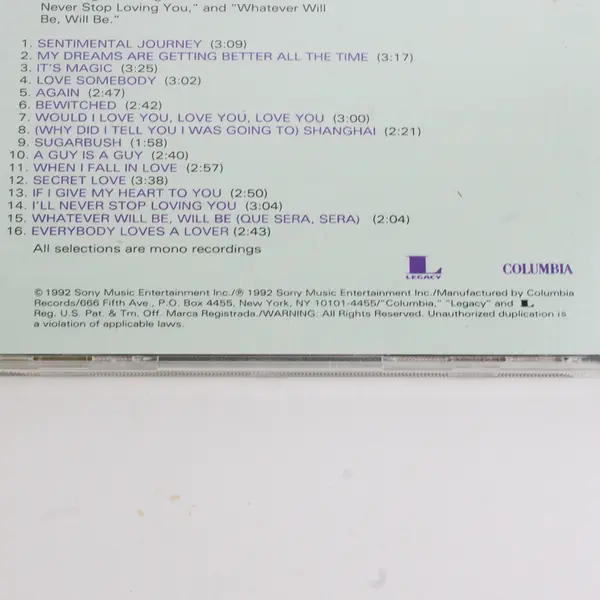 Never Stop Loving You," and "Whatever Will
Be, Will Be."
1. SENTIMENTAL JOURNEY (3:09)
2. MY DREAMS ARE GETTING BETTER ALL THE TIME (3:17)
3. IT'S MAGIC (3:25)
4. LOVE SOMEBODY (3:02)
5. AGAIN (2:47)
6. BEWITCHED (2:42)
7. WOULD I LOVE YOU, LOVE YOU, LOVE YOU (3:00)
8. (WHY DID I TELL YOU I WAS GOING TO) SHANGHAI (2:21)
9. SUGARBUSH (1:58)
10. A GUY IS A GUY (2:40)
11. WHEN I FALL IN LOVE (2:57)
12. SECRET LOVE (3:38)
13. IF I GIVE MY HEART TO YOU (2:50)
14. I'LL NEVER STOP LOVING YOU (3:04)
15. WHATEVER WILL BE, WILL BE (QUE SERA, SERA) (2:04)
16. EVERYBODY LOVES A LOVER (2:43)
All selections are mono recordings
L
LEGACY
COLUMBIA
© 1992 Sony Music Entertainment Inc./℗ 1992 Sony Music Entertainment Inc./Manufactured by Columbia
Records/666 Fifth Ave., P.O. Box 4455, New York, NY 10101-4455/"Columbia," "Legacy" and L
Reg. U.S. Pat. & Tm. Off. Marca Registrada./WARNING: All Rights Reserved. Unauthorized duplication is
a violation of applicable laws.